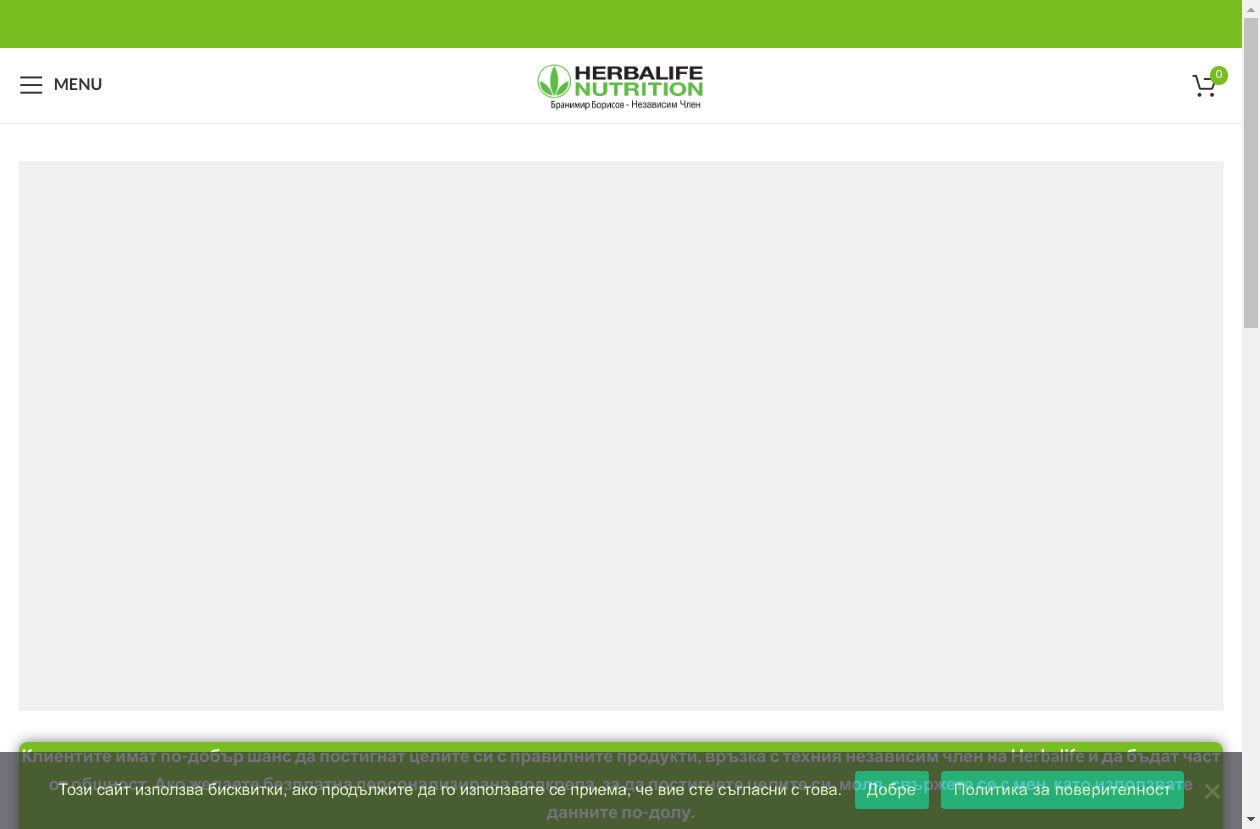 MENU
HERBALIFE
NUTRITION
Бранимир Борисов - Независим Член
0
Клиентите имат по-добър шанс да постигнат целите си с правилните продукти, връзка с техния независим член на Herbalife и да бъдат част
от общност. Ако желаете безплатна персонализирана подкрепа, за да постигнете целите си, моля, свържете се с мен, като използвате
данните по-долу.
Този сайт използва бисквитки, ако продължите да го използвате се приема, че вие сте съгласни с това.
Добре
Политика за поверителност